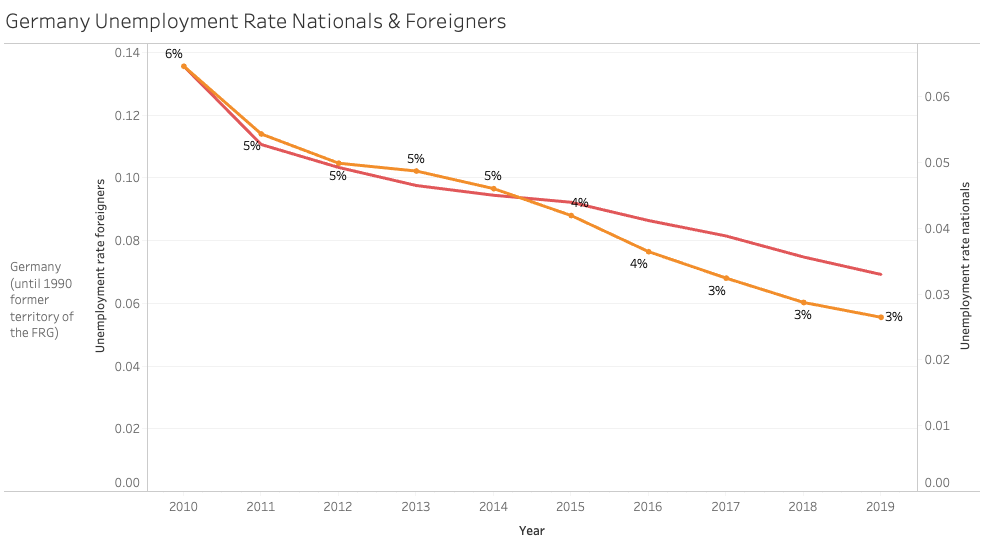 Germany Unemployment Rate Nationals & Foreigners
Germany
(until 1990
former
territory of
the FRG)
Unemployment rate foreigners
0.14
0.12
0.10
0.08
0.06
0.04
0.02
0.00
6%
5%
5%
5%
5%
4%
4%
3%
3%
3%
0.06
0.05
0.04
0.03
0.02
0.01
0.00
Unemployment rate nationals
2010 2011 2012 2013 2014 2015 2016 2017 2018 2019
Year